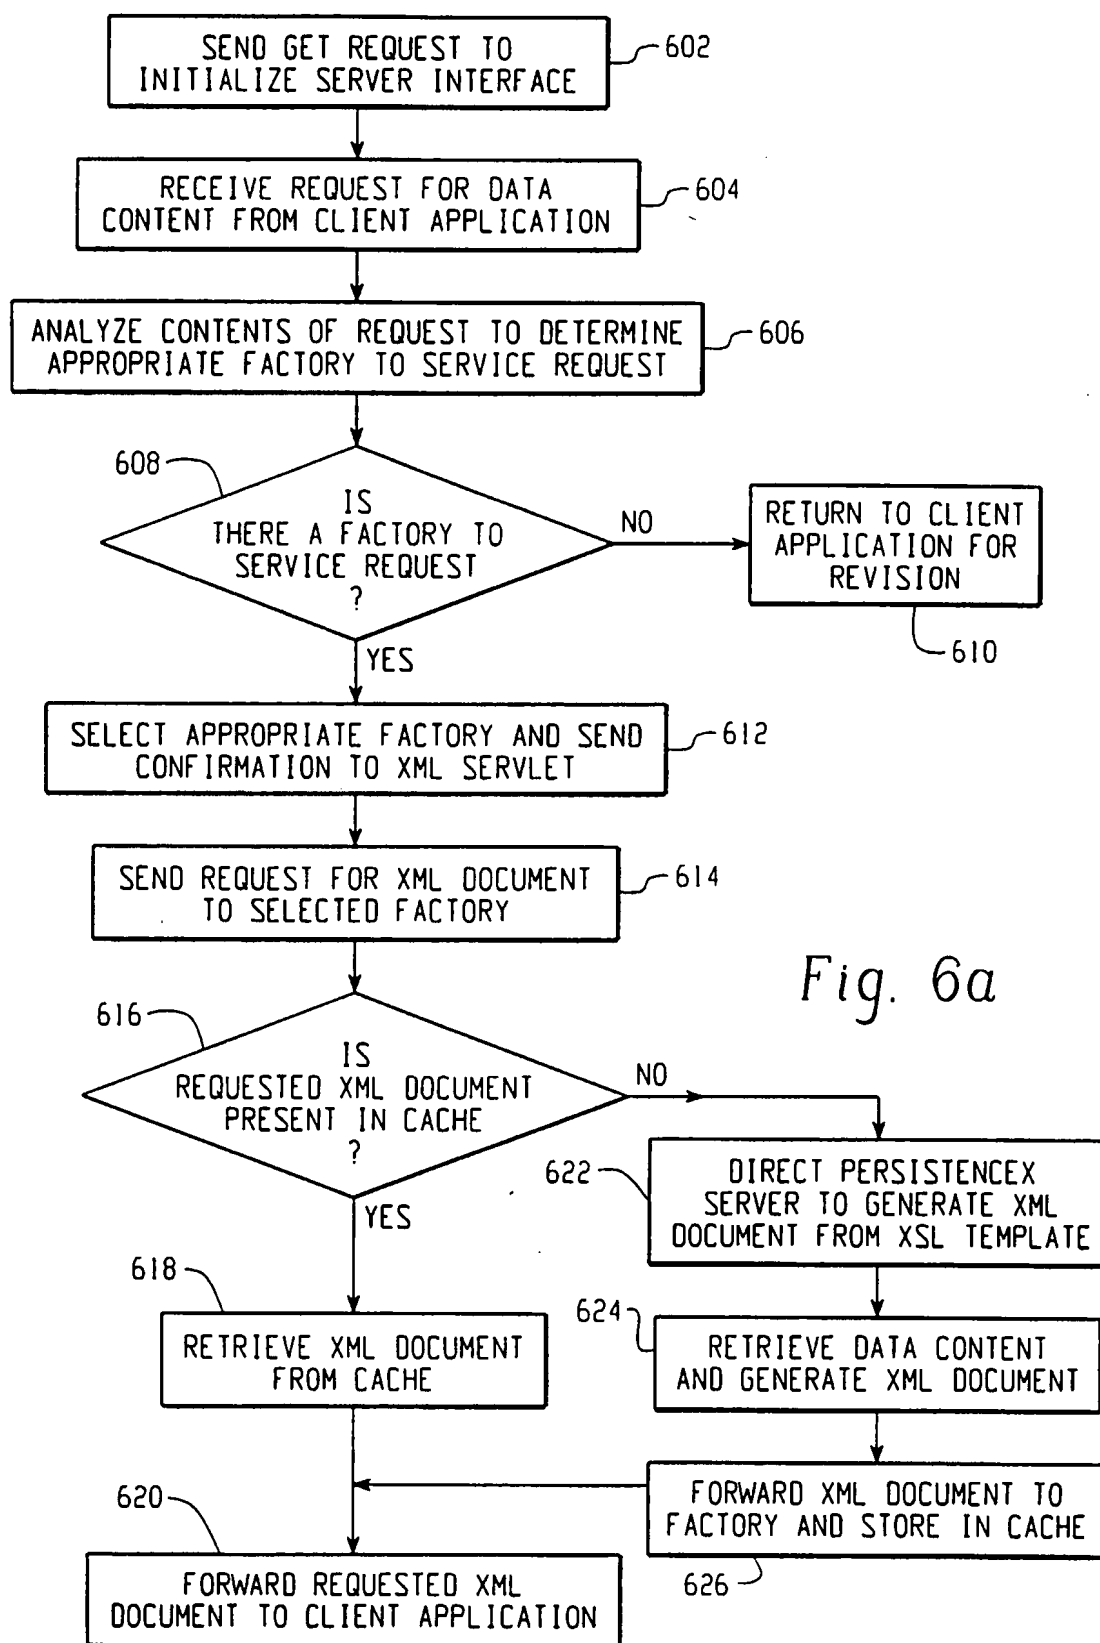 SEND GET REQUEST TO
INITIALIZE SERVER INTERFACE
602
RECEIVE REQUEST FOR DATA
CONTENT FROM CLIENT APPLICATION
604
ANALYZE CONTENTS OF REQUEST TO DETERMINE
APPROPRIATE FACTORY TO SERVICE REQUEST
606
608
IS
THERE A FACTORY TO
SERVICE REQUEST
?
NO
RETURN TO CLIENT
APPLICATION FOR
REVISION
610
YES
SELECT APPROPRIATE FACTORY AND SEND
CONFIRMATION TO XML SERVLET
612
SEND REQUEST FOR XML DOCUMENT
TO SELECTED FACTORY
614
Fig. 6a
616
IS
REQUESTED XML DOCUMENT
PRESENT IN CACHE
?
NO
YES
622
DIRECT PERSISTENCEX
SERVER TO GENERATE XML
DOCUMENT FROM XSL TEMPLATE
618
RETRIEVE XML DOCUMENT
FROM CACHE
624
RETRIEVE DATA CONTENT
AND GENERATE XML DOCUMENT
FORWARD XML DOCUMENT TO
FACTORY AND STORE IN CACHE
626
620
FORWARD REQUESTED XML
DOCUMENT TO CLIENT APPLICATION